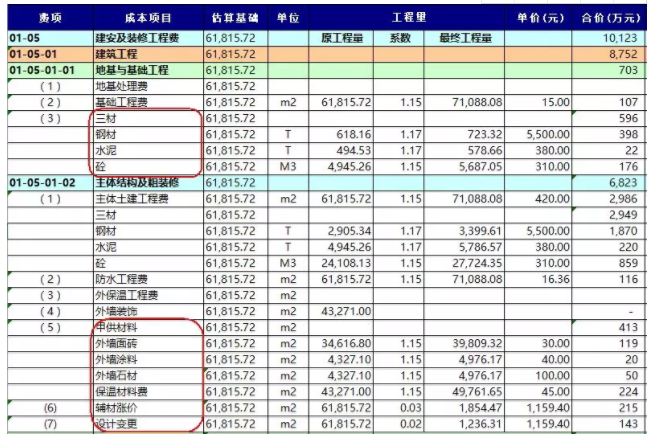 费项 成本项目 估算基础 单位 工程量 单价(元) 合价(万元)
01-05 建安及装修工程费 61,815.72 原工程量 系数 最终工程量 10,123
01-05-01 建筑工程 61,815.72 8,752
01-05-01-01 地基与基础工程 61,815.72 703
(1) 地基处理费 61,815.72
(2) 基础工程费 61,815.72 m2 61,815.72 1.15 71,088.08 15.00 107
(3) 三材 61,815.72 596
钢材 61,815.72 T 618.16 1.17 723.32 5,500.00 398
水泥 61,815.72 T 494.53 1.17 578.66 380.00 22
砼 61,815.72 M3 4,945.26 1.15 5,687.05 310.00 176
01-05-01-02 主体结构及粗装修 61,815.72 6,823
(1) 主体土建工程费 61,815.72 m2 61,815.72 1.15 71,088.08 420.00 2,986
三材 61,815.72 2,949
钢材 61,815.72 T 2,905.34 1.17 3,399.61 5,500.00 1,870
水泥 61,815.72 T 4,945.26 1.17 5,786.57 380.00 220
砼 61,815.72 M3 24,108.13 1.15 27,724.35 310.00 859
(2) 防水工程费 61,815.72 m2 61,815.72 1.15 71,088.08 16.36 116
(3) 外保温工程费 61,815.72 m2
(4) 外墙装饰 61,815.72 m2 43,271.00 -
(5) 甲供材料 61,815.72 m2 413
外墙面砖 61,815.72 m2 34,616.80 1.15 39,809.32 30.00 119
外墙涂料 61,815.72 m2 4,327.10 1.15 4,976.17 40.00 20
外墙石材 61,815.72 m2 4,327.10 1.15 4,976.17 100.00 50
保温材料费 61,815.72 m2 43,271.00 1.15 49,761.65 45.00 224
(6) 辅材涨价 61,815.72 m2 61,815.72 0.03 1,854.47 1,159.40 215
(7) 设计变更 61,815.72 m2 61,815.72 0.02 1,236.31 1,159.40 143